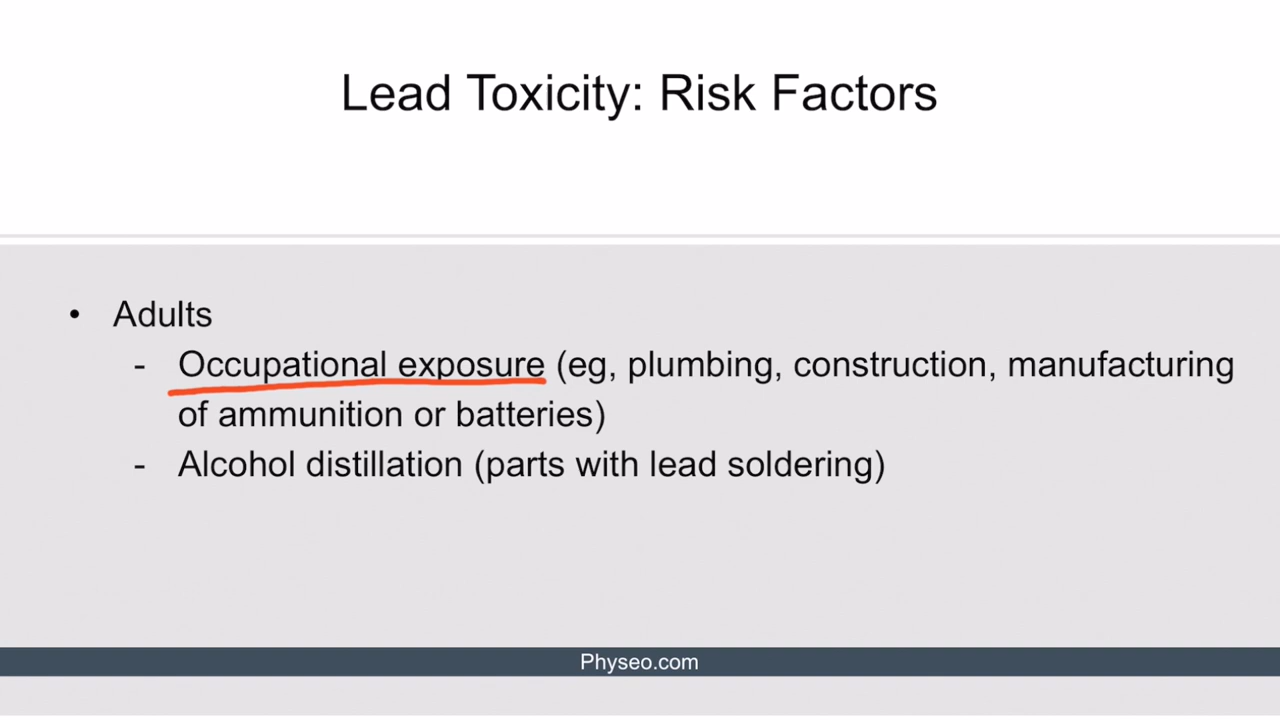 Lead Toxicity: Risk Factors
• Adults
- Occupational exposure (eg, plumbing, construction, manufacturing
of ammunition or batteries)
- Alcohol distillation (parts with lead soldering)
Physeo.com